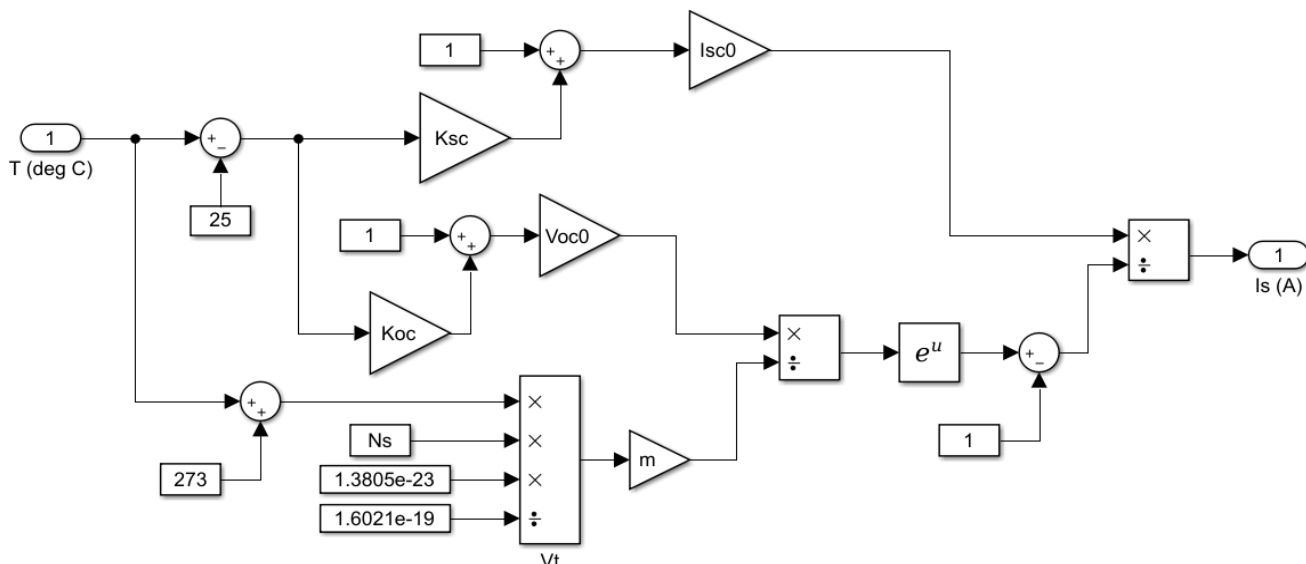 1
Isc0
Ksc
1
T (deg C)
25
1
Voc0
1
Is (A)
Koc
e^u
Ns
1
273
m
1.3805e-23
1.6021e-19
Vt